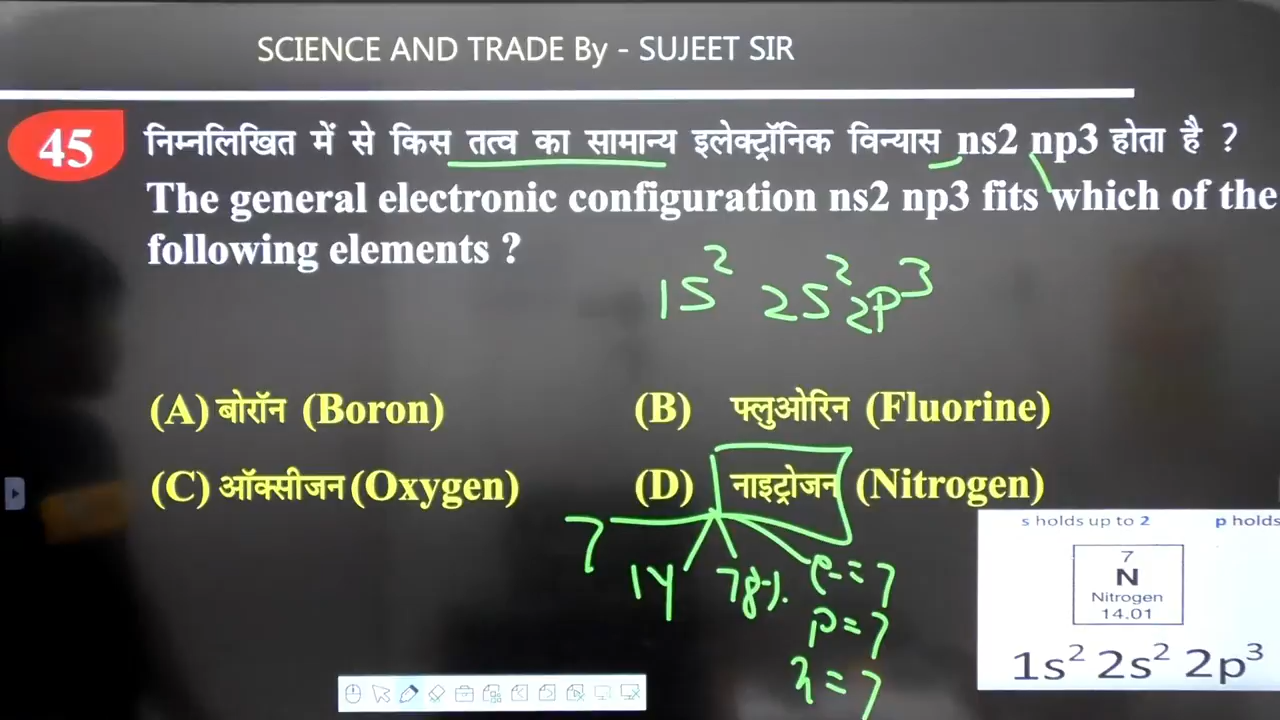 SCIENCE AND TRADE By - SUJEET SIR
45
निम्नलिखित में से किस तत्व का सामान्य इलेक्ट्रॉनिक विन्यास ns2 np3 होता है ?
The general electronic configuration ns2 np3 fits which of the
following elements ?
1S² 2S² 2P³
(A) बोरॉन (Boron)
(B) फ्लुओरिन (Fluorine)
(C) ऑक्सीजन (Oxygen)
(D) नाइट्रोजन (Nitrogen)
7
14
78%.
e-=7
P=7
n=7
s holds up to 2
p holds
7
N
Nitrogen
14.01
1s² 2s² 2p³